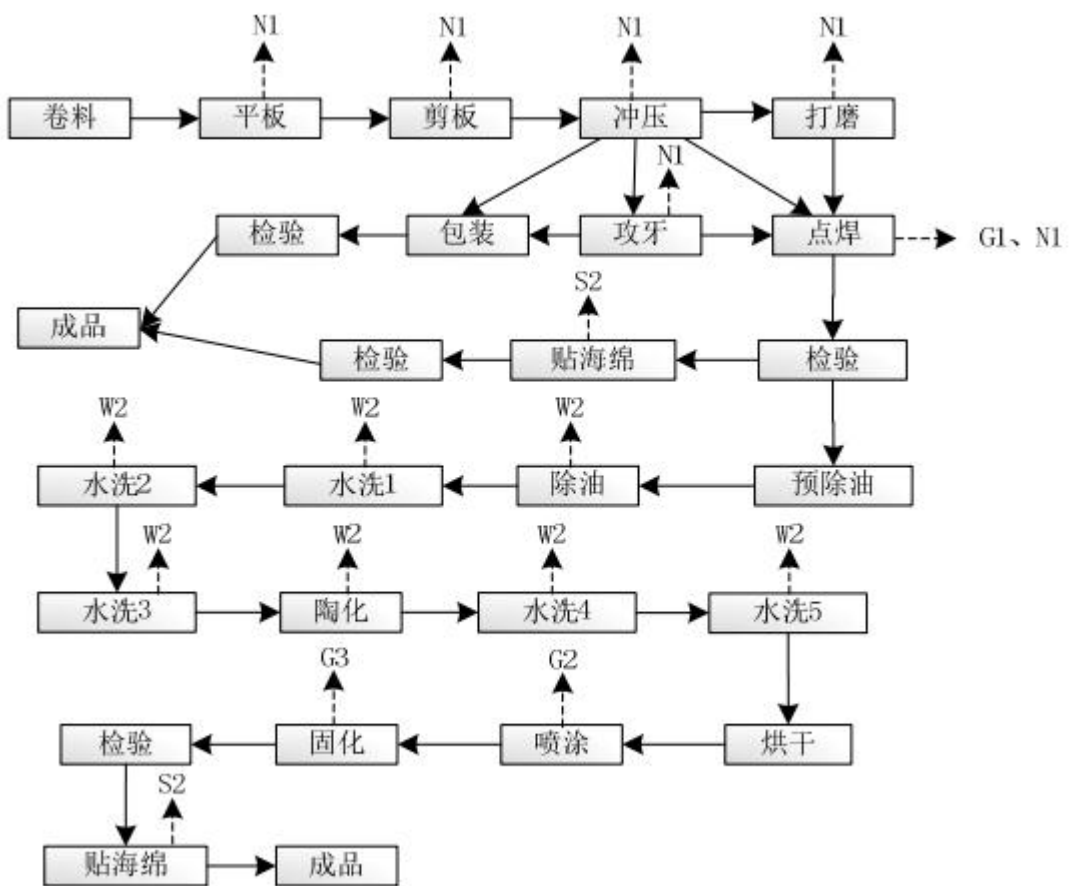 N1 N1 N1 N1
卷料 平板 剪板 冲压 打磨
N1
检验 包装 攻牙 点焊 G1、N1
S2
成品
检验 贴海绵 检验
W2 W2 W2
水洗2 水洗1 除油 预除油
W2 W2 W2 W2
水洗3 陶化 水洗4 水洗5
G3 G2
检验 固化 喷涂 烘干
S2
贴海绵 成品